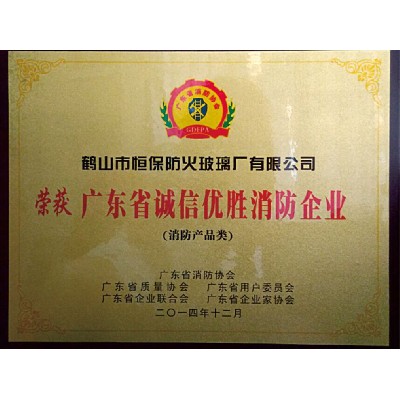 广东省消防协会
GDFPA
鹤山市恒保防火玻璃厂有限公司
荣获 广东省诚信优胜消防企业
(消防产品类)
广东省消防协会
广东省质量协会 广东省用户委员会
广东省企业联合会 广东省企业家协会
二〇一四年十二月